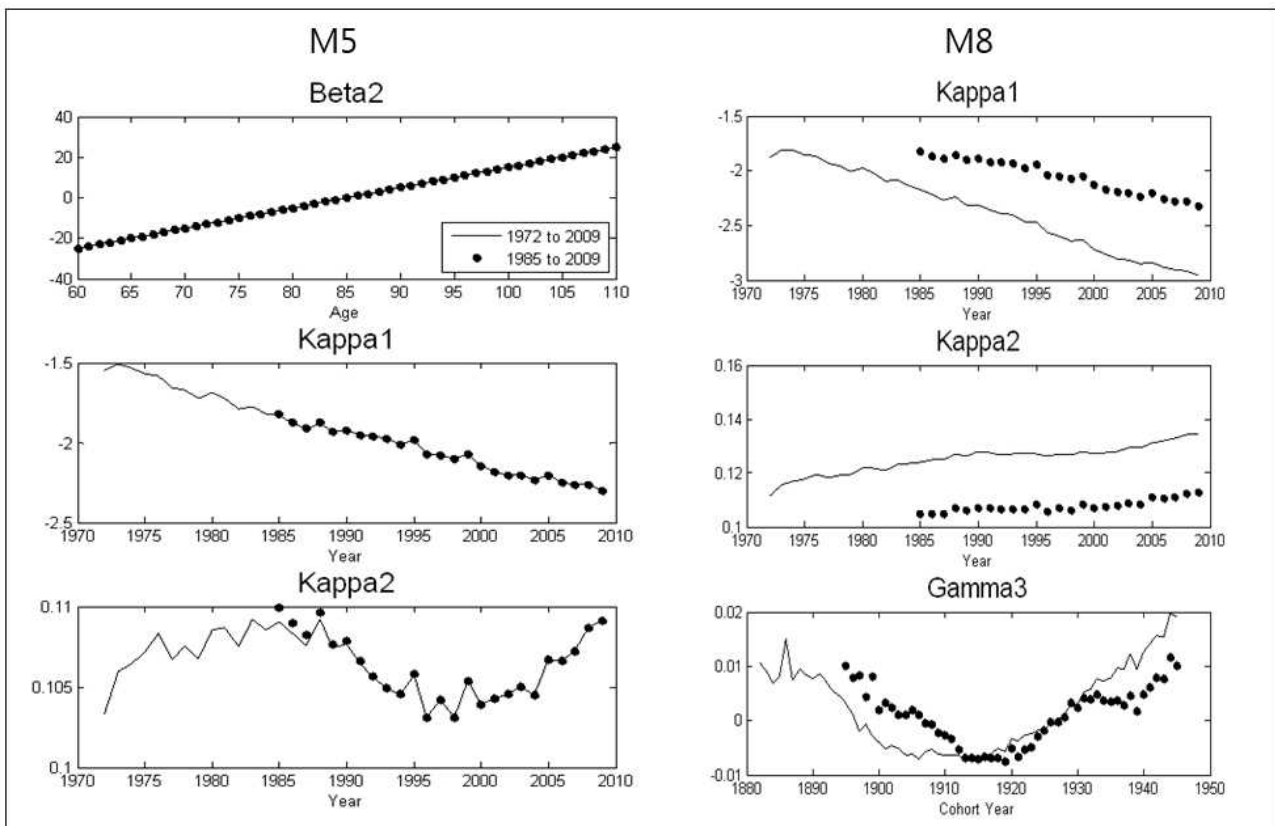 M5
Beta2
40
20
0
-20
-40
60 65 70 75 80 85 90 95 100 105 110
Age
1972 to 2009
1985 to 2009
Kappa1
-1.5
-2
-2.5
1970 1975 1980 1985 1990 1995 2000 2005 2010
Year
Kappa2
0.11
0.105
0.1
1970 1975 1980 1985 1990 1995 2000 2005 2010
Year
M8
Kappa1
-1.5
-2
-2.5
-3
1970 1975 1980 1985 1990 1995 2000 2005 2010
Year
Kappa2
0.16
0.14
0.12
0.1
1970 1975 1980 1985 1990 1995 2000 2005 2010
Year
Gamma3
0.02
0.01
0
-0.01
1880 1890 1900 1910 1920 1930 1940 1950
Cohort Year